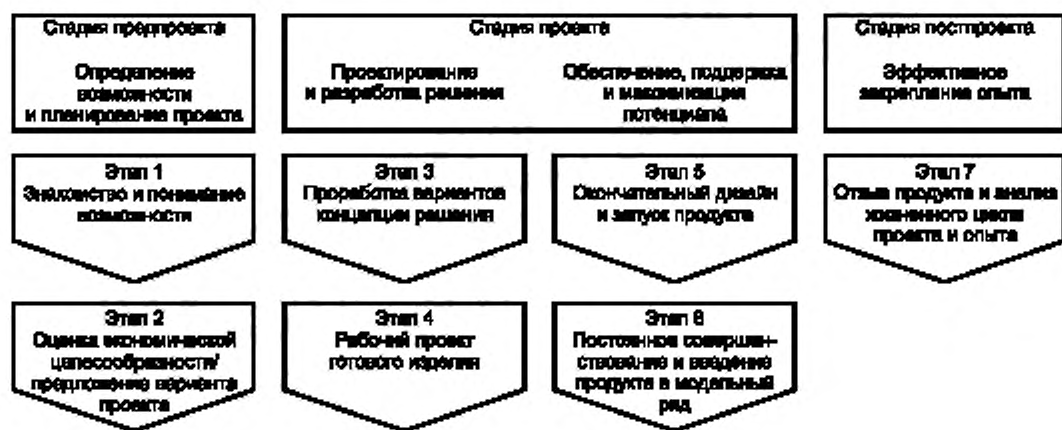 Стадия предпроекта
Определение
возможности
и планирование проекта
Стадия проекта
Проектирование
и разработка решения
Обеспечение, поддержка
и максимизация
потенциала
Стадия постпроекта
Эффективное
закрепление опыта
Этап 1
Знакомство и понимание
возможности
Этап 3
Проработка вариантов
концепции решения
Этап 5
Окончательный дизайн
и запуск продукта
Этап 7
Отзыв продукта и анализ
жизненного цикла
проекта и опыта
Этап 2
Оценка экономической
целесообразности/
предложение варианта
проекта
Этап 4
Рабочий проект
готового изделия
Этап 6
Постоянное совершен-
ствование и введение
продукта в модельный
ряд